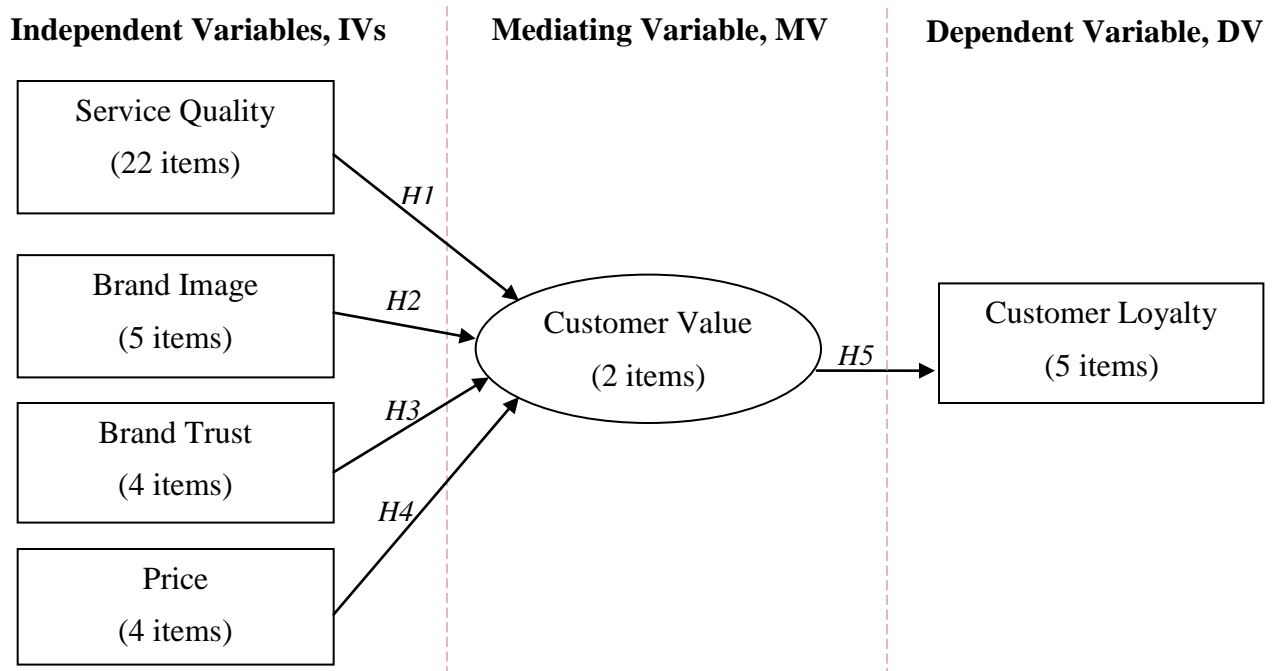 Independent Variables, IVs
Mediating Variable, MV
Dependent Variable, DV
Service Quality
(22 items)
H1
Brand Image
(5 items)
H2
Customer Value
(2 items)
H5
Customer Loyalty
(5 items)
Brand Trust
(4 items)
H3
H4
Price
(4 items)